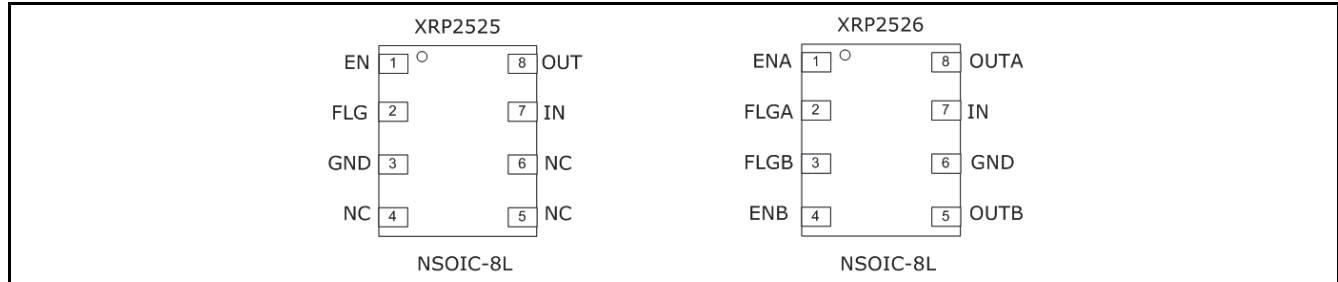 XRP2525
EN 1 8 OUT
FLG 2 7 IN
GND 3 6 NC
NC 4 5 NC
NSOIC-8L
XRP2526
ENA 1 8 OUTA
FLGA 2 7 IN
FLGB 3 6 GND
ENB 4 5 OUTB
NSOIC-8L